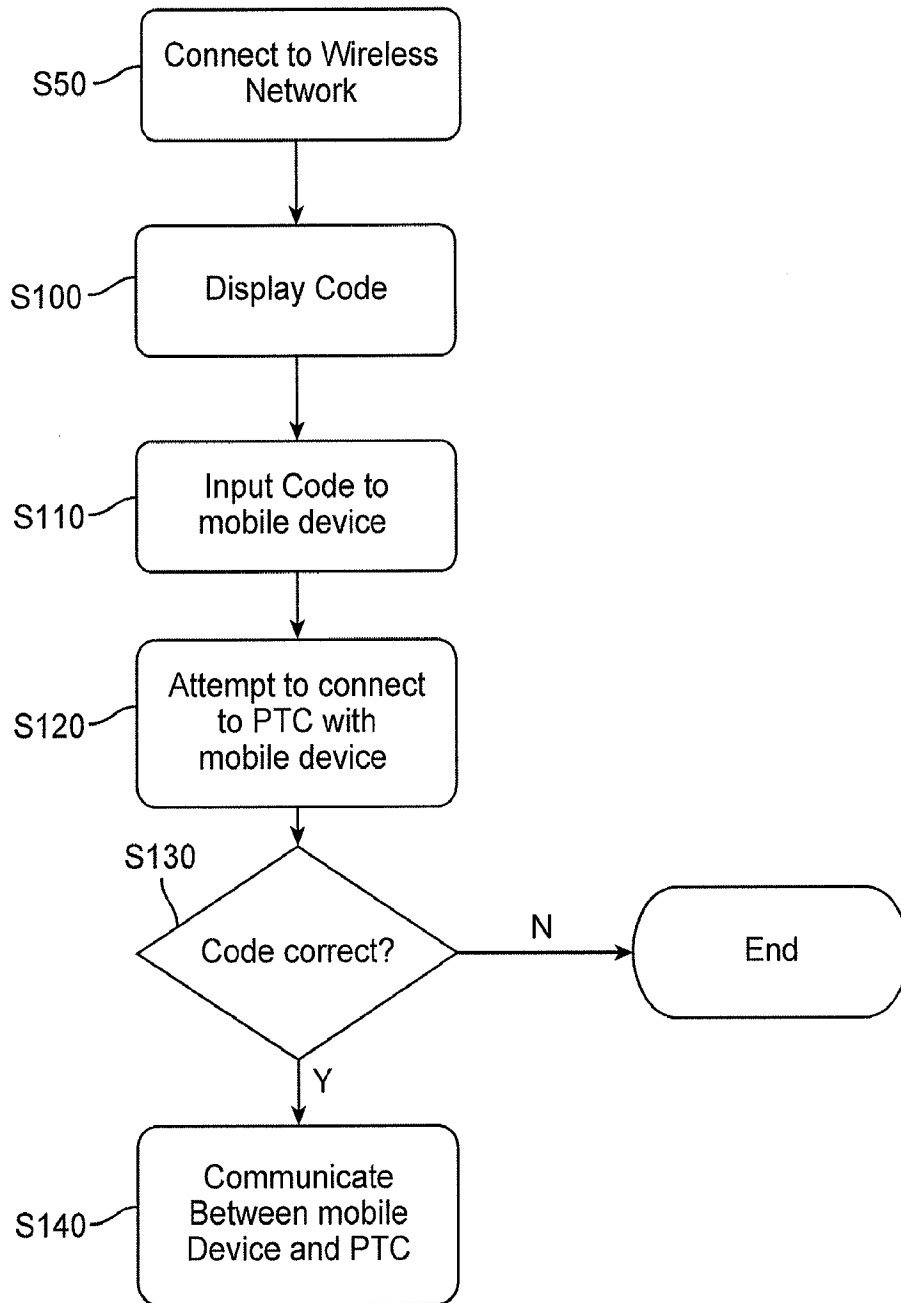 Connect to Wireless
Network
S50
Display Code
S100
Input Code to
mobile device
S110
Attempt to connect
to PTC with
mobile device
S120
S130
Code correct?
N
End
Y
Communicate
Between mobile
Device and PTC
S140